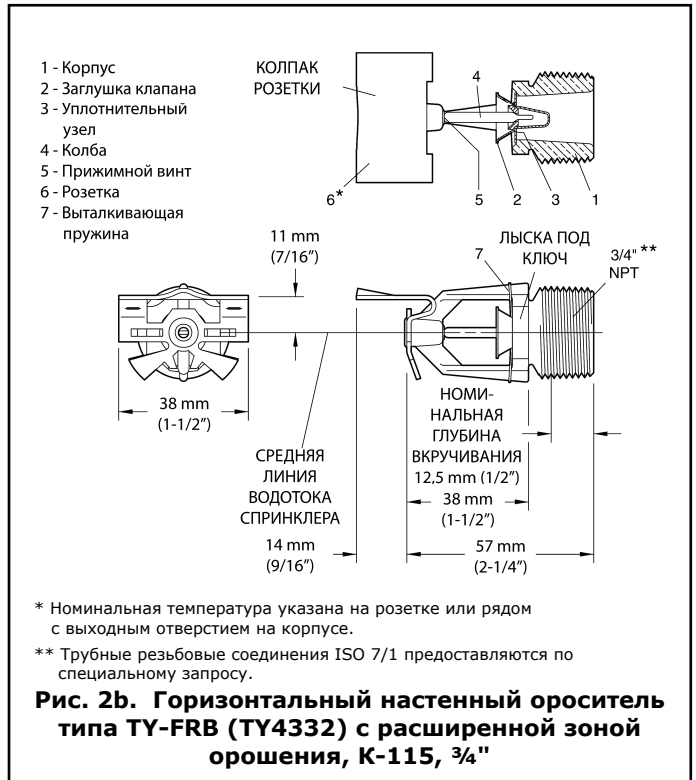 1 - Корпус
2 - Заглушка клапана
3 - Уплотнительный
узел
4 - Колба
5 - Прижимной винт
6 - Розетка
7 - Выталкивающая
пружина
КОЛПАК
РОЗЕТКИ
4
6*
5
2
3
1
11 mm
(7/16”)
7
ЛЫСКА ПОД
КЛЮЧ
3/4" **
NPT
38 mm
(1-1/2”)
СРЕДНЯЯ
ЛИНИЯ
ВОДОТОКА
СПРИНКЛЕРА
НОМИ-
НАЛЬНАЯ
ГЛУБИНА
ВКРУЧИВАНИЯ
12,5 mm (1/2”)
38 mm
(1-1/2”)
14 mm
(9/16”)
57 mm
(2-1/4”)
* Номинальная температура указана на розетке или рядом
с выходным отверстием на корпусе.
** Трубные резьбовые соединения ISO 7/1 предоставляются по
специальному запросу.
Рис. 2b. Горизонтальный настенный ороситель
типа TY-FRB (TY4332) с расширенной зоной
орошения, К-115, ¾"